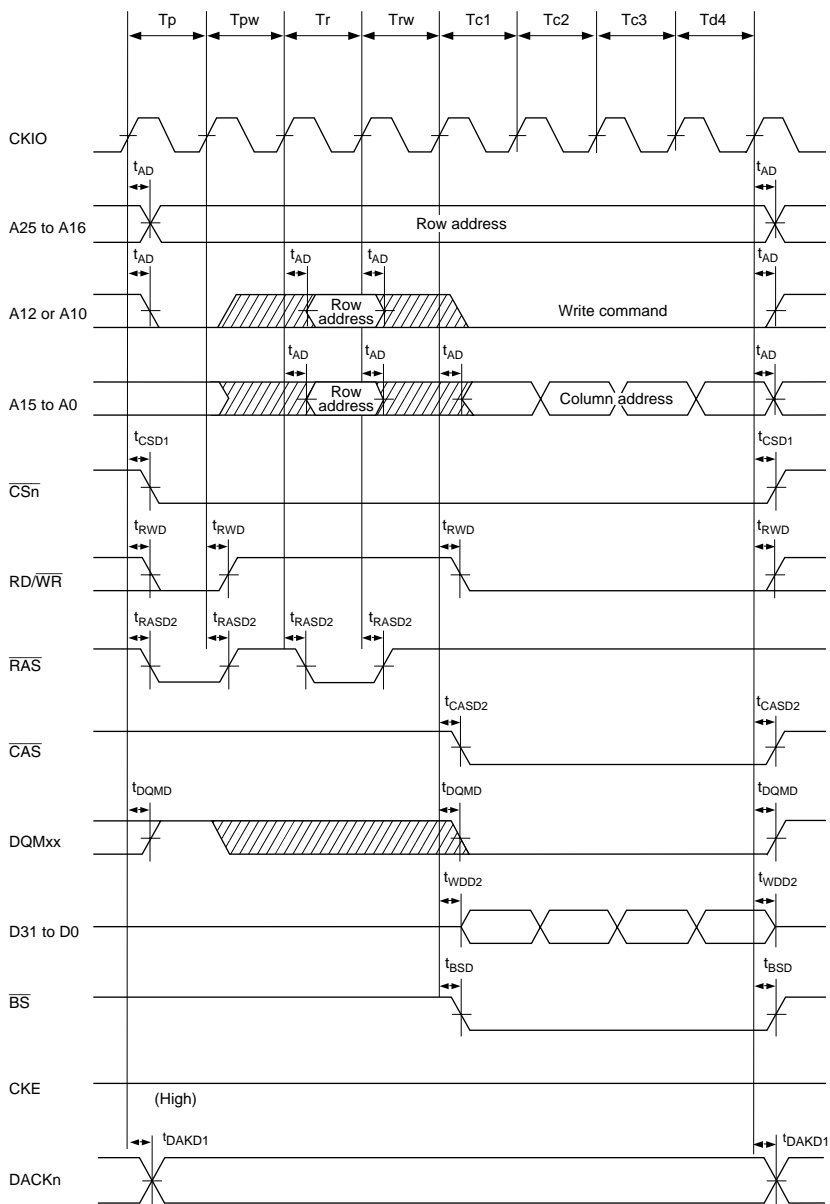 Tp Tpw Tr Trw Tc1 Tc2 Tc3 Td4
CKIO
tAD tAD
A25 to A16 Row address
tAD tAD tAD tAD
A12 or A10 Row address Write command
tAD tAD tAD tAD
A15 to A0 Row address Column address
tCSD1 tCSD1
CSn
tRWD tRWD tRWD tRWD
RD/WR
tRASD2 tRASD2 tRASD2 tRASD2
RAS
tCASD2 tCASD2
CAS
tDQMD tDQMD tDQMD
DQMxx
tWDD2 tWDD2
D31 to D0
tBSD tBSD
BS
CKE
(High)
tDAKD1 tDAKD1
DACKn